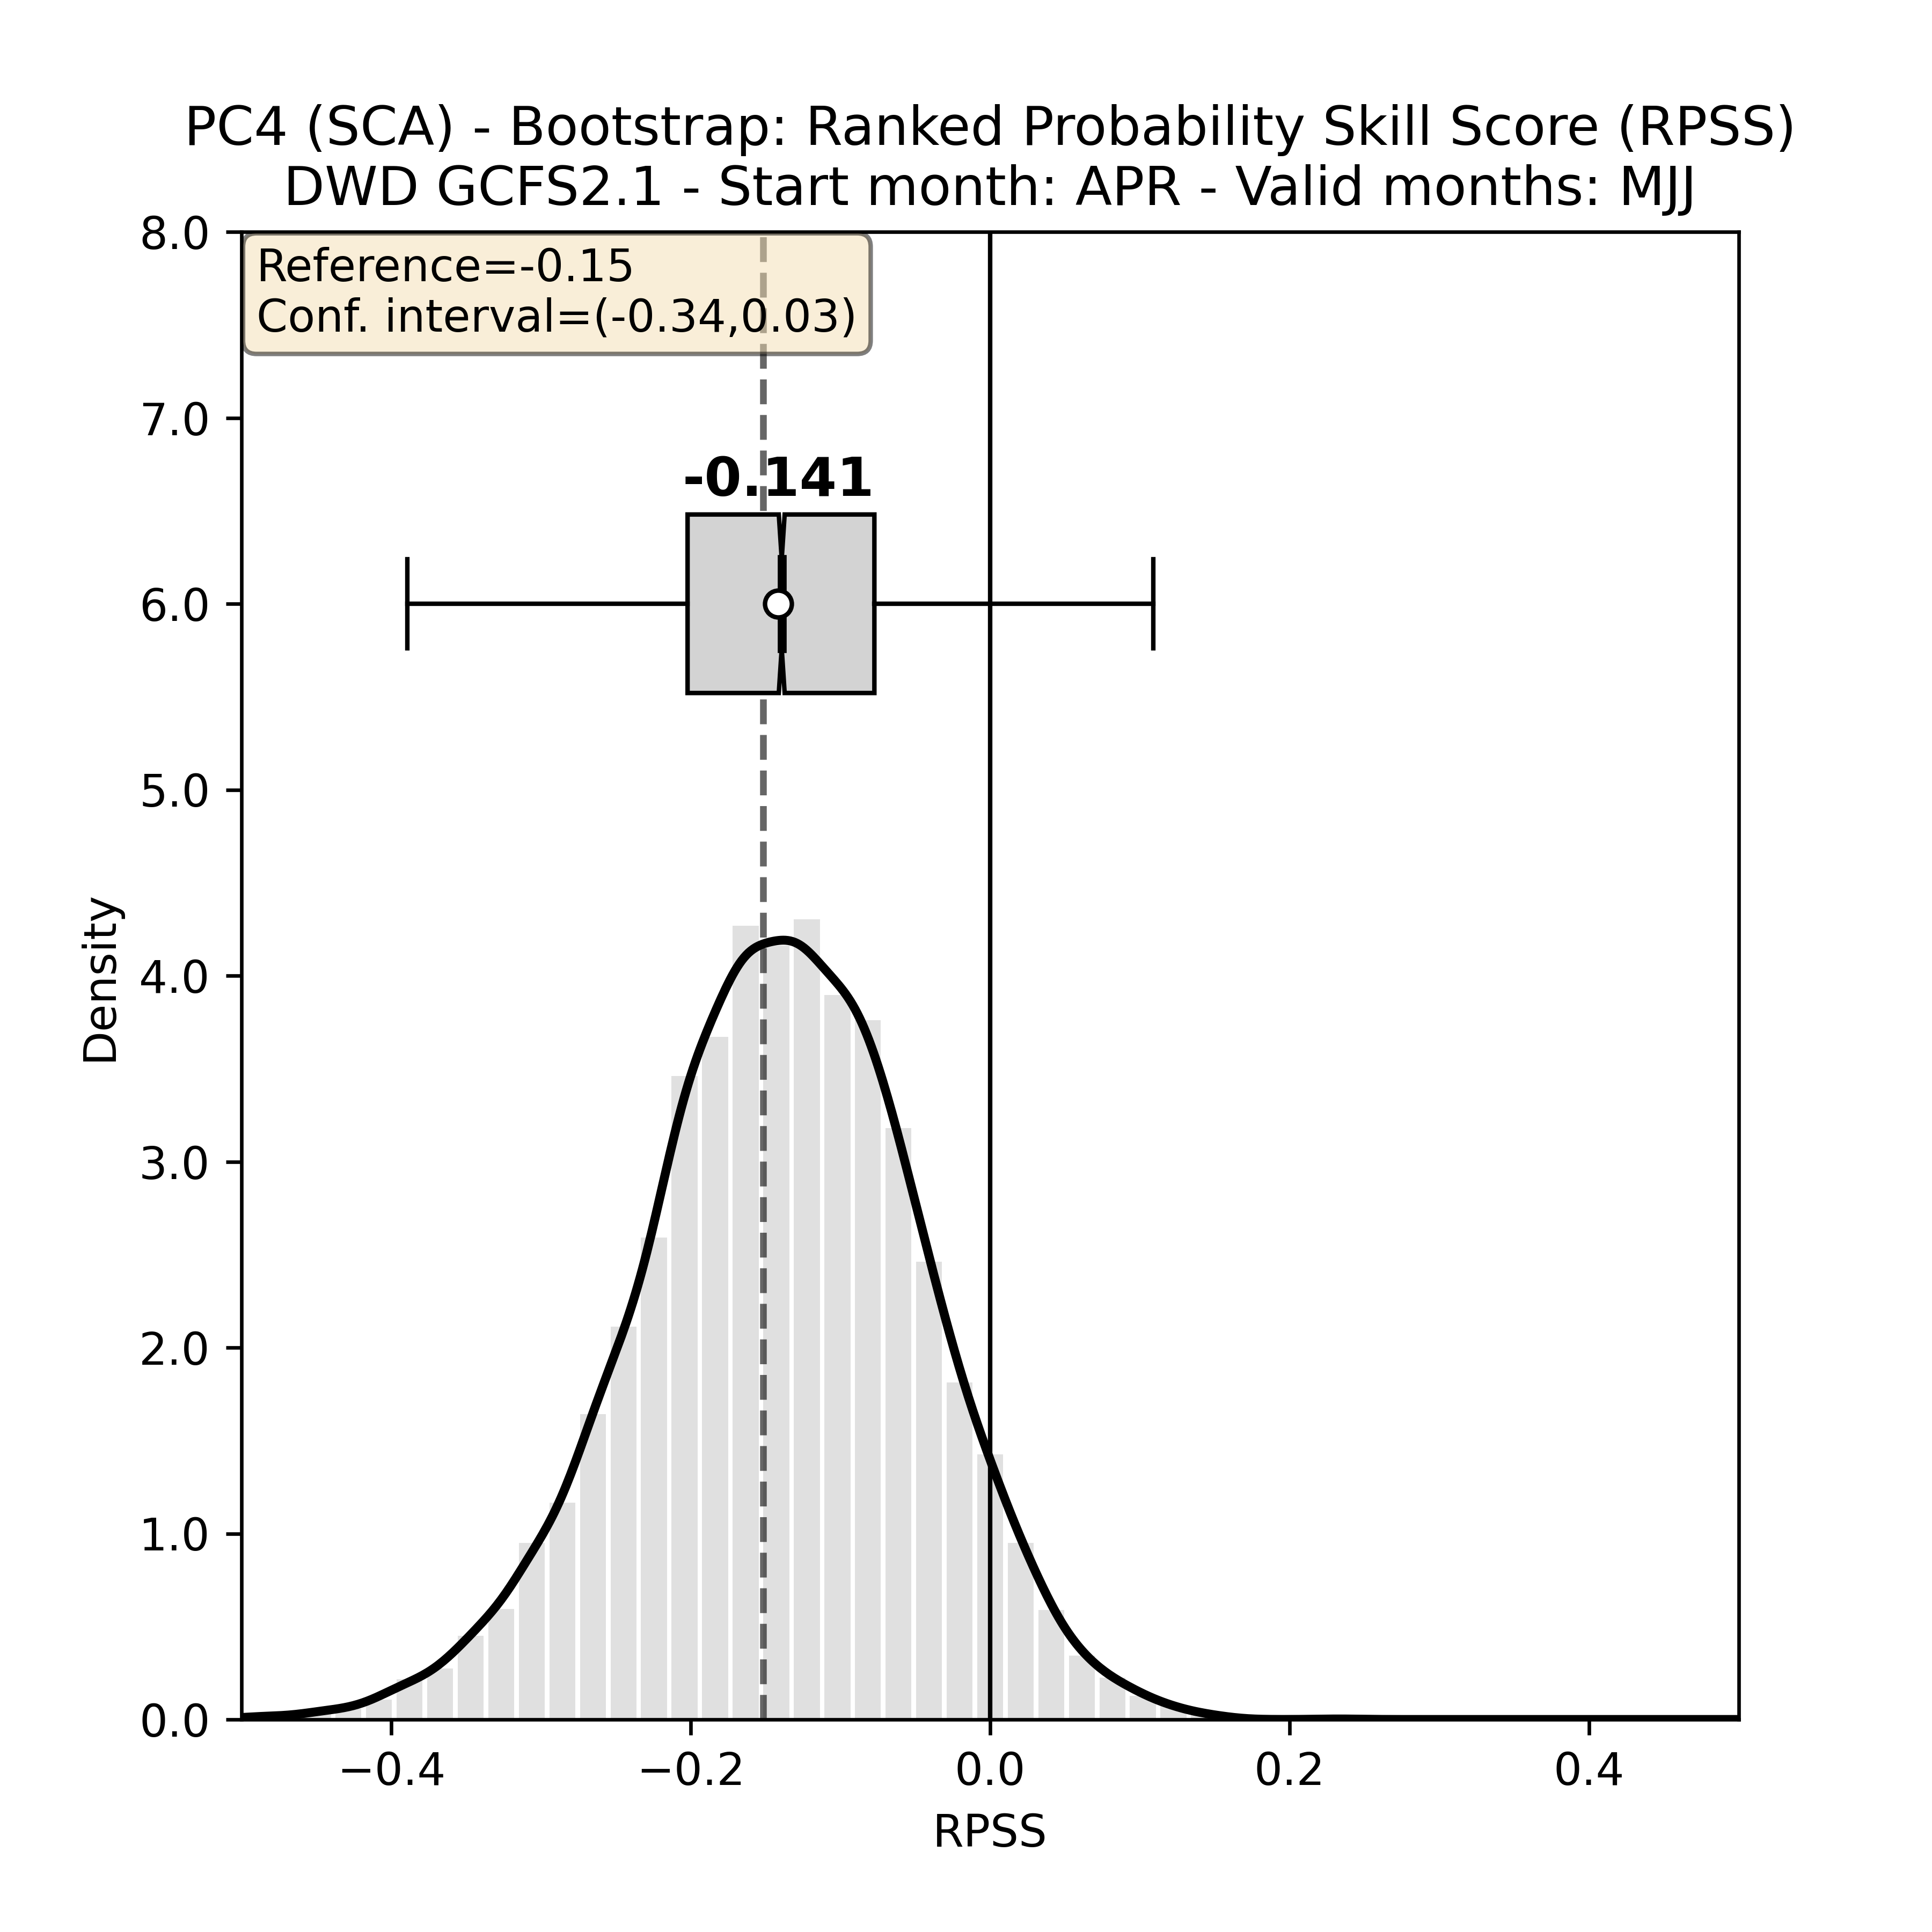 PC4 (SCA) - Bootstrap: Ranked Probability Skill Score (RPSS)
DWD GCFS2.1 - Start month: APR - Valid months: MJJ
8.0
Reference=-0.15
Conf. interval=(-0.34,0.03)
7.0
-0.141
6.0
5.0
Density
4.0
3.0
2.0
1.0
0.0
−0.4 −0.2 0.0 0.2 0.4
RPSS